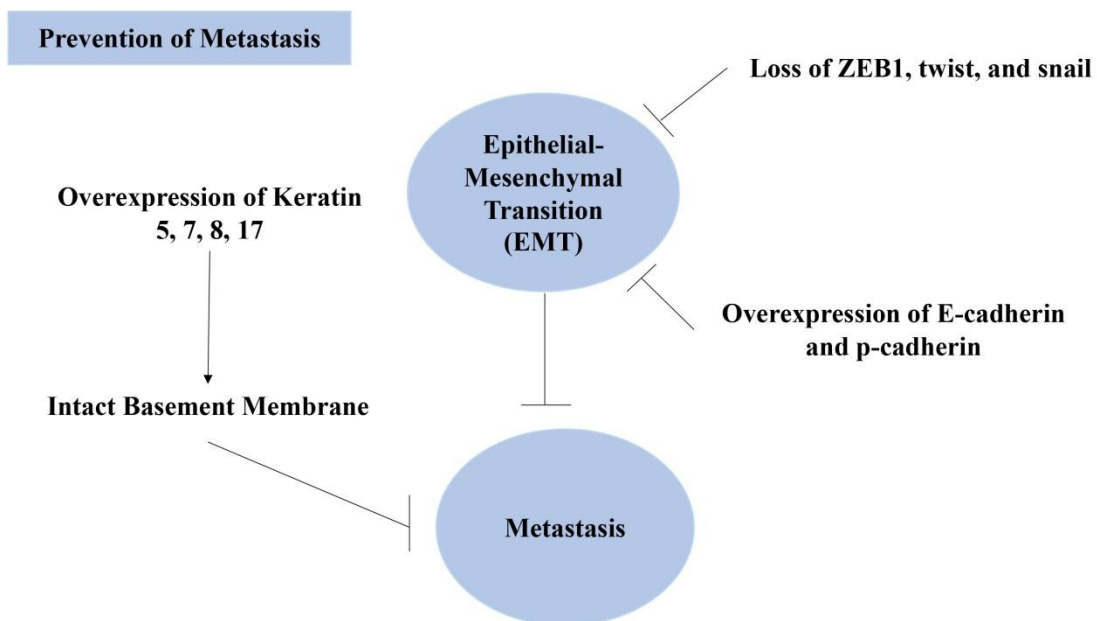 Prevention of Metastasis
Loss of ZEB1, twist, and snail
Epithelial-
Mesenchymal
Transition
(EMT)
Overexpression of Keratin
5, 7, 8, 17
Overexpression of E-cadherin
and p-cadherin
Intact Basement Membrane
Metastasis